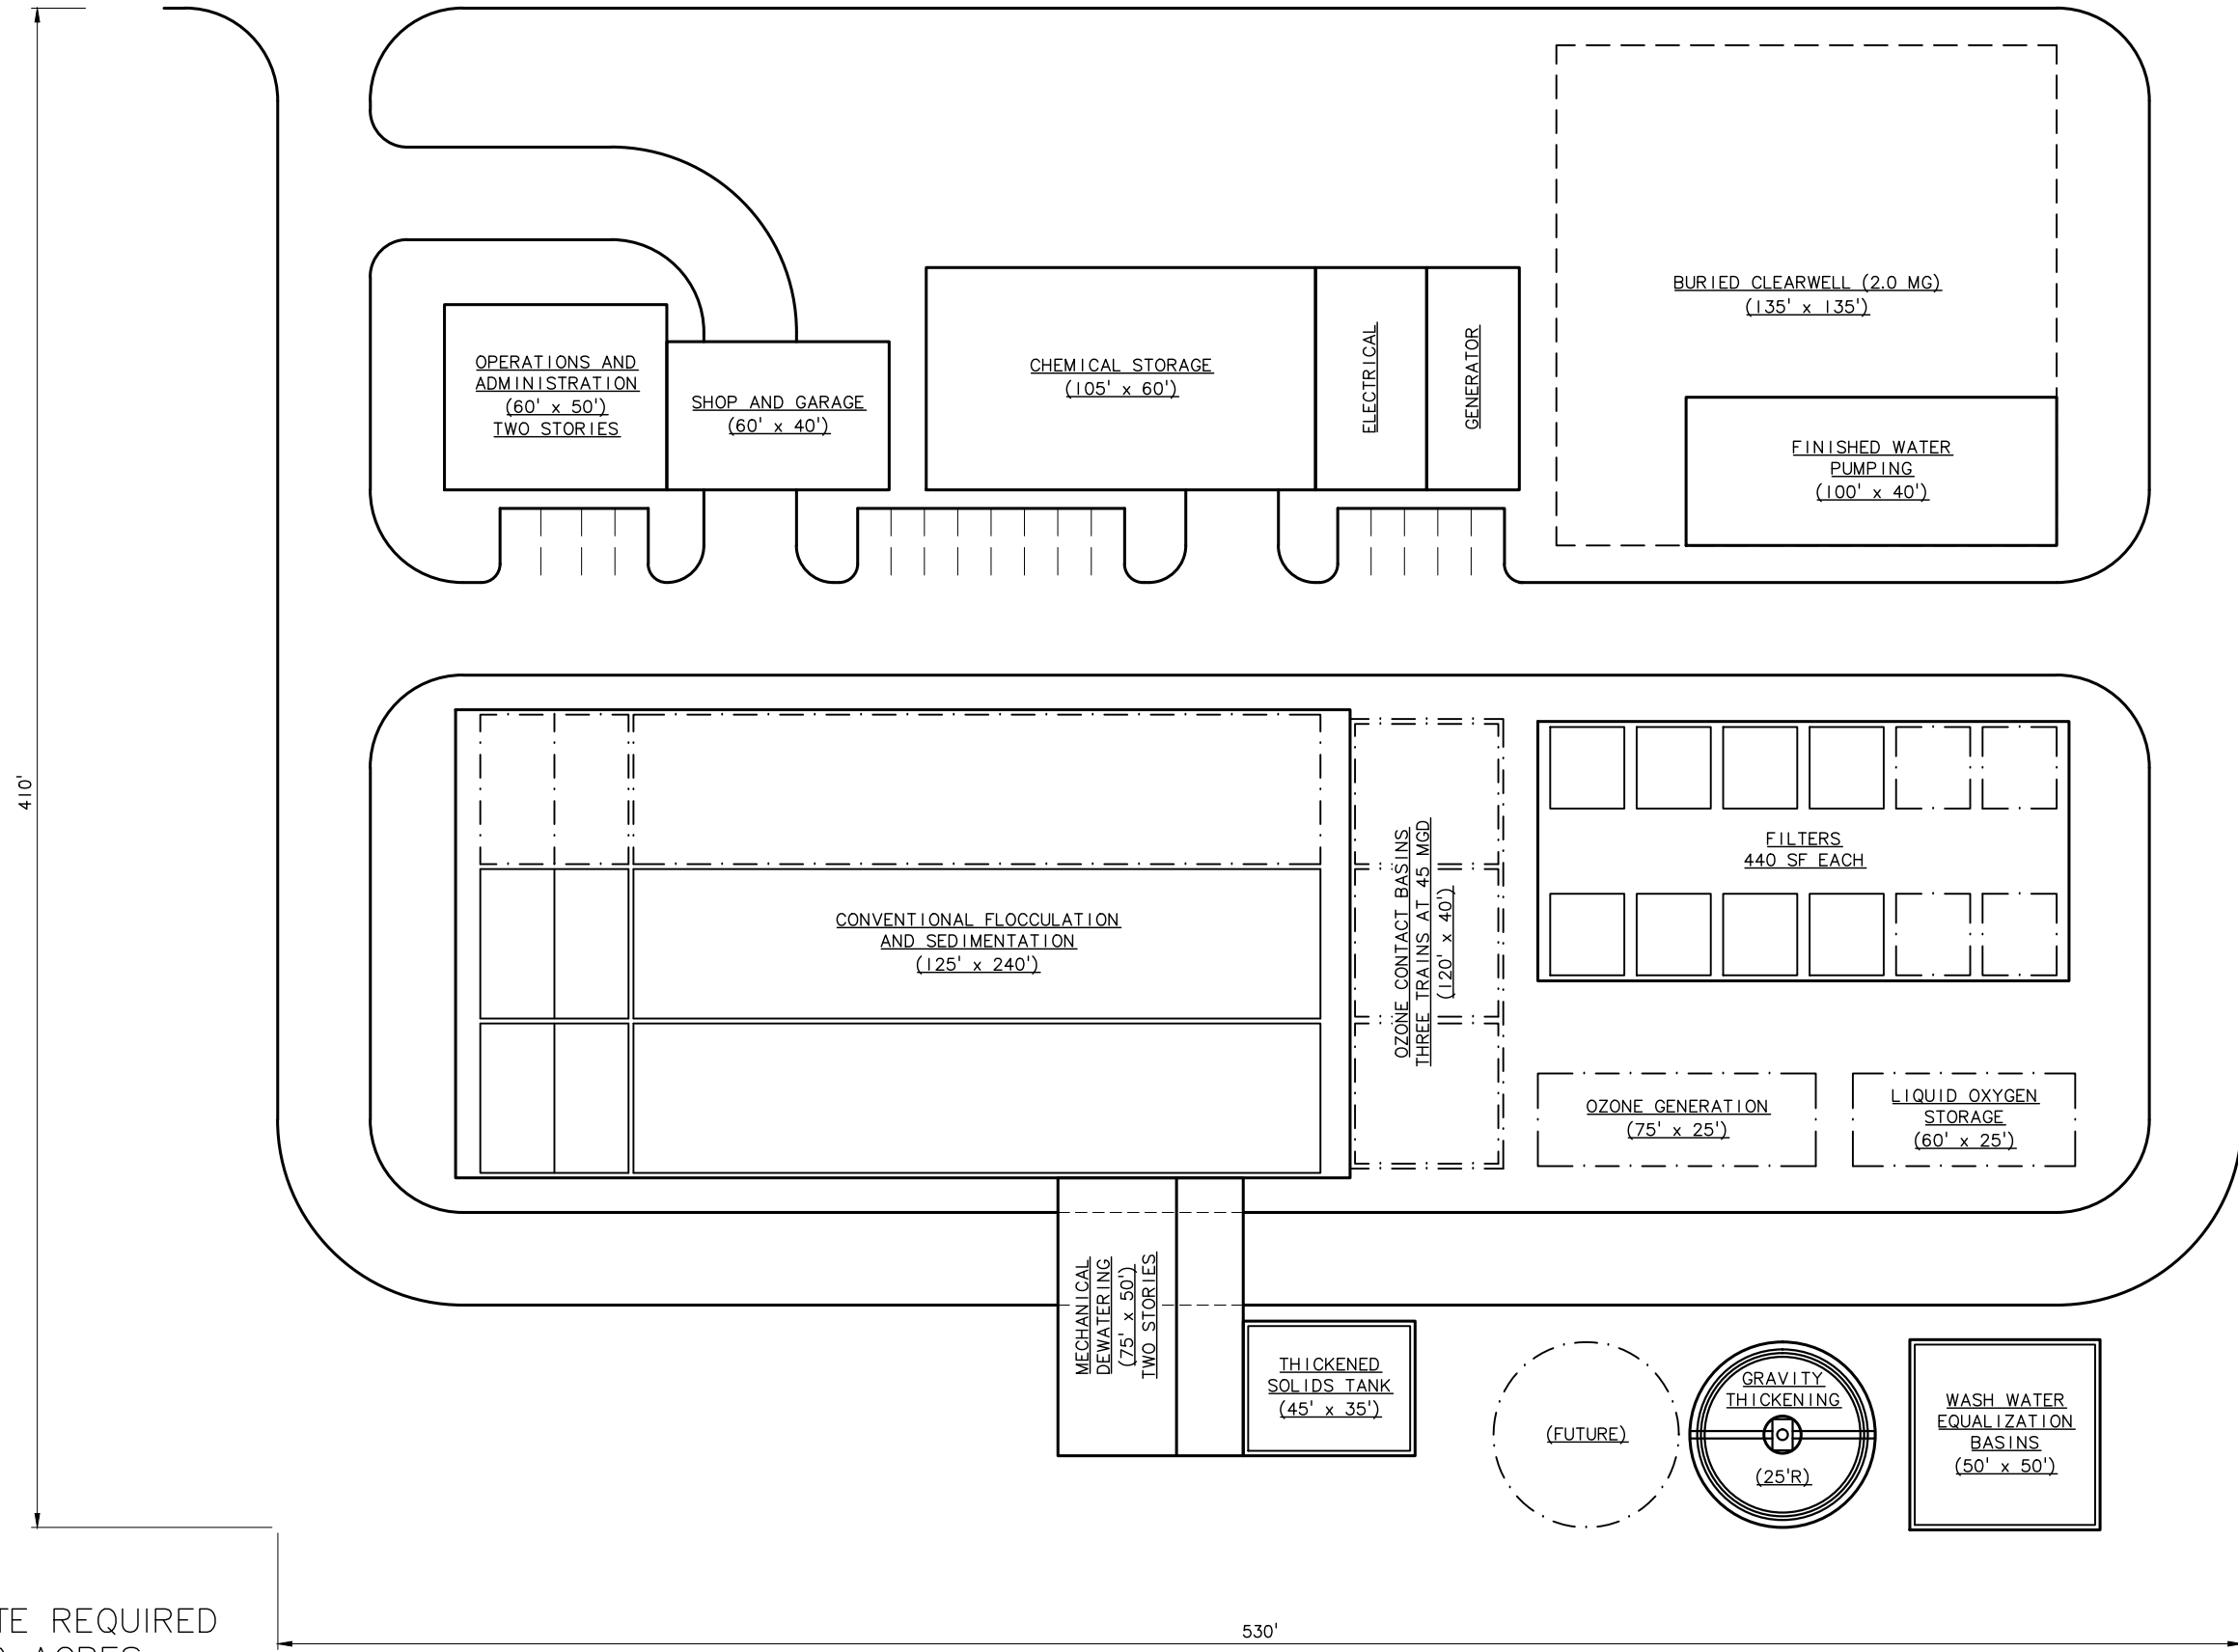 BURIED CLEARWELL (2.0 MG)
(135' x 135')
OPERATIONS AND
ADMINISTRATION
(60' x 50')
TWO STORIES
SHOP AND GARAGE
(60' x 40')
CHEMICAL STORAGE
(105' x 60')
ELECTRICAL
GENERATOR
FINISHED WATER
PUMPING
(100' x 40')
410'
CONVENTIONAL FLOCCULATION
AND SEDIMENTATION
(125' x 240')
OZONE CONTACT BASINS
THREE TRAINS AT 45 MGD
(120' x 40')
FILTERS
440 SF EACH
OZONE GENERATION
(75' x 25')
LIQUID OXYGEN
STORAGE
(60' x 25')
MECHANICAL
DEWATERING
(75' x 50')
TWO STORIES
THICKENED
SOLIDS TANK
(45' x 35')
(FUTURE)
GRAVITY
THICKENING
(25'R)
WASH WATER
EQUALIZATION
BASINS
(50' x 50')
REQUIRED
ACRES
530'